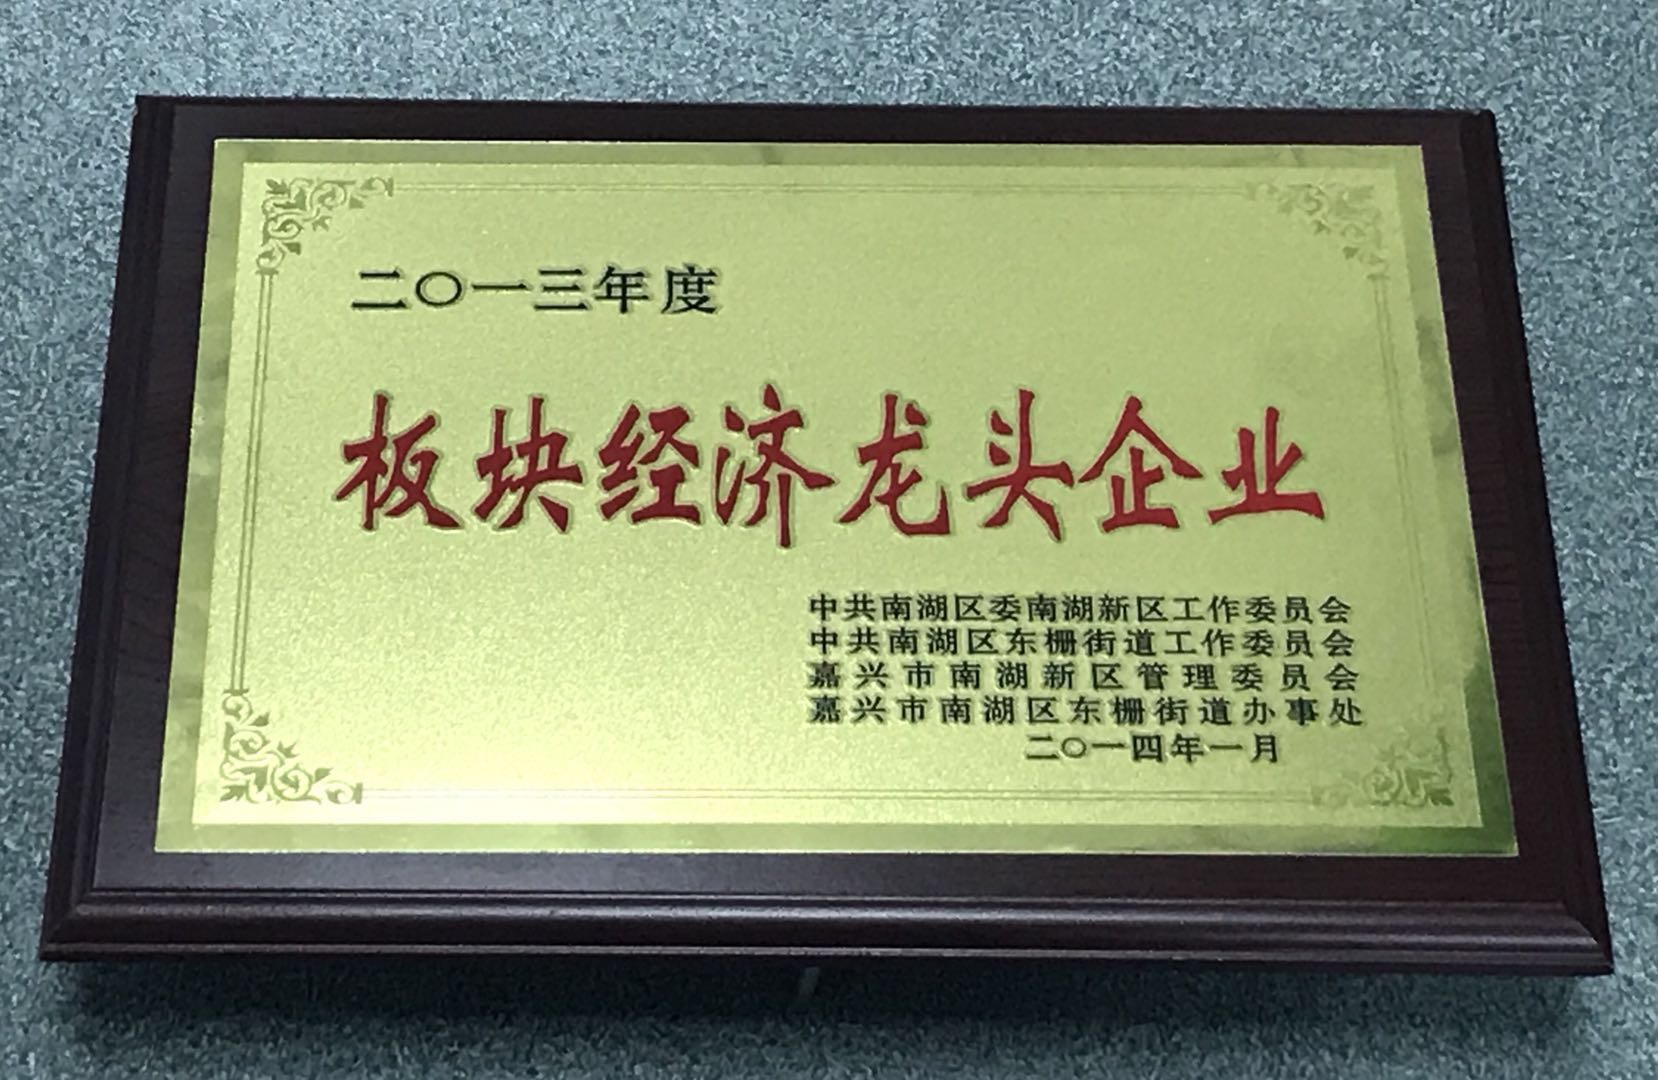 二〇一三年度
板块经济龙头企业
中共南湖区委南湖新区工作委员会
中共南湖区东栅街道工作委员会
嘉兴市南湖新区管理委员会
嘉兴市南湖区东栅街道办事处
二〇一四年一月